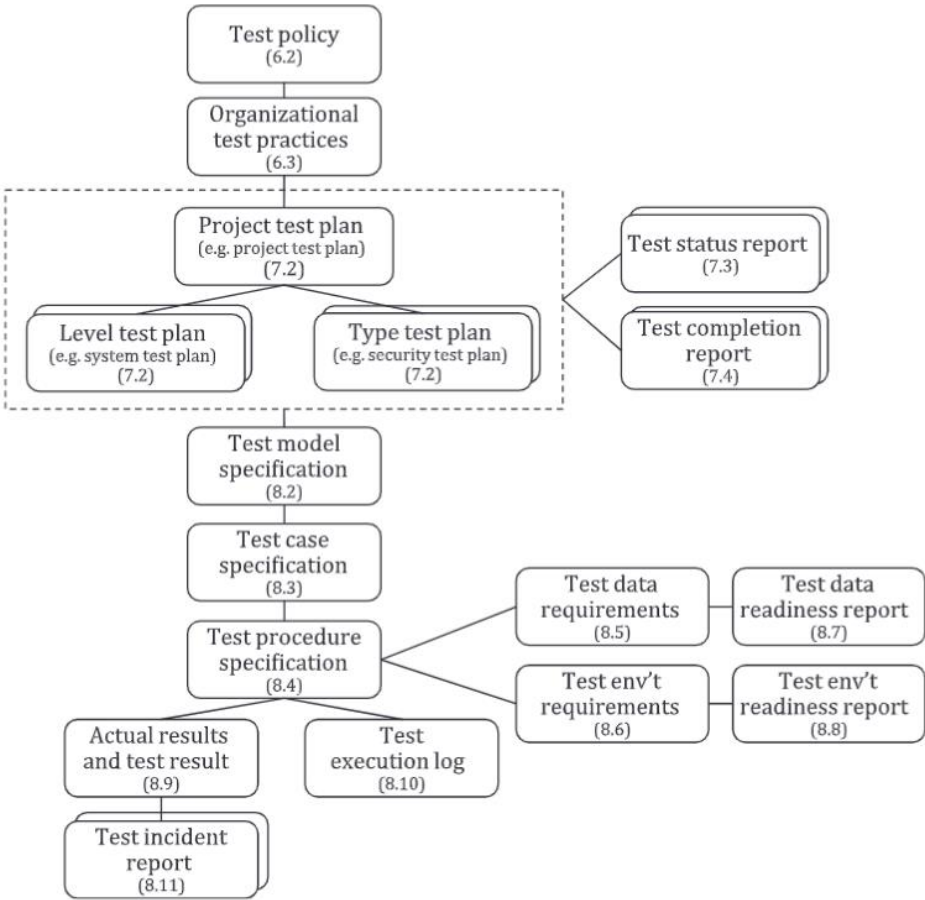 Test policy
(6.2)
Organizational
test practices
(6.3)
Project test plan
(e.g. project test plan)
(7.2)
Level test plan
(e.g. system test plan)
(7.2)
Type test plan
(e.g. security test plan)
(7.2)
Test status report
(7.3)
Test completion
report
(7.4)
Test model
specification
(8.2)
Test case
specification
(8.3)
Test procedure
specification
(8.4)
Test data
requirements
(8.5)
Test data
readiness report
(8.7)
Test env't
requirements
(8.6)
Test env't
readiness report
(8.8)
Actual results
and test result
(8.9)
Test
execution log
(8.10)
Test incident
report
(8.11)